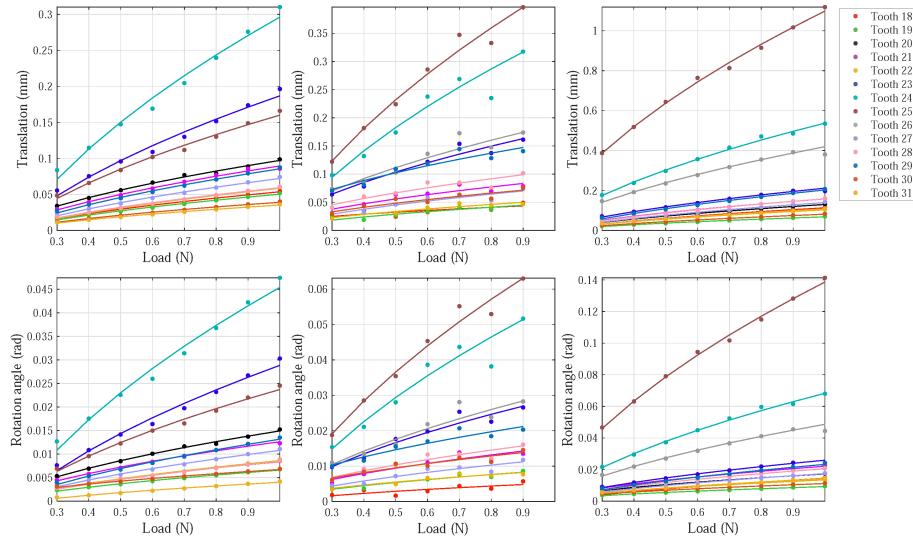 0.3
0.25
0.2
0.15
0.1
0.05
0
Translation (mm)
0.3 0.4 0.5 0.6 0.7 0.8 0.9
Load (N)
0.35
0.3
0.25
0.2
0.15
0.1
0.05
0
Translation (mm)
0.3 0.4 0.5 0.6 0.7 0.8 0.9
Load (N)
1
0.8
0.6
0.4
0.2
0
Translation (mm)
0.3 0.4 0.5 0.6 0.7 0.8 0.9
Load (N)
Tooth 18
Tooth 19
Tooth 20
Tooth 21
Tooth 22
Tooth 23
Tooth 24
Tooth 25
Tooth 26
Tooth 27
Tooth 28
Tooth 29
Tooth 30
Tooth 31
0.045
0.04
0.035
0.03
0.025
0.02
0.015
0.01
0.005
0
Rotation angle (rad)
0.3 0.4 0.5 0.6 0.7 0.8 0.9
Load (N)
0.06
0.05
0.04
0.03
0.02
0.01
0
Rotation angle (rad)
0.3 0.4 0.5 0.6 0.7 0.8 0.9
Load (N)
0.14
0.12
0.1
0.08
0.06
0.04
0.02
0
Rotation angle (rad)
0.3 0.4 0.5 0.6 0.7 0.8 0.9
Load (N)